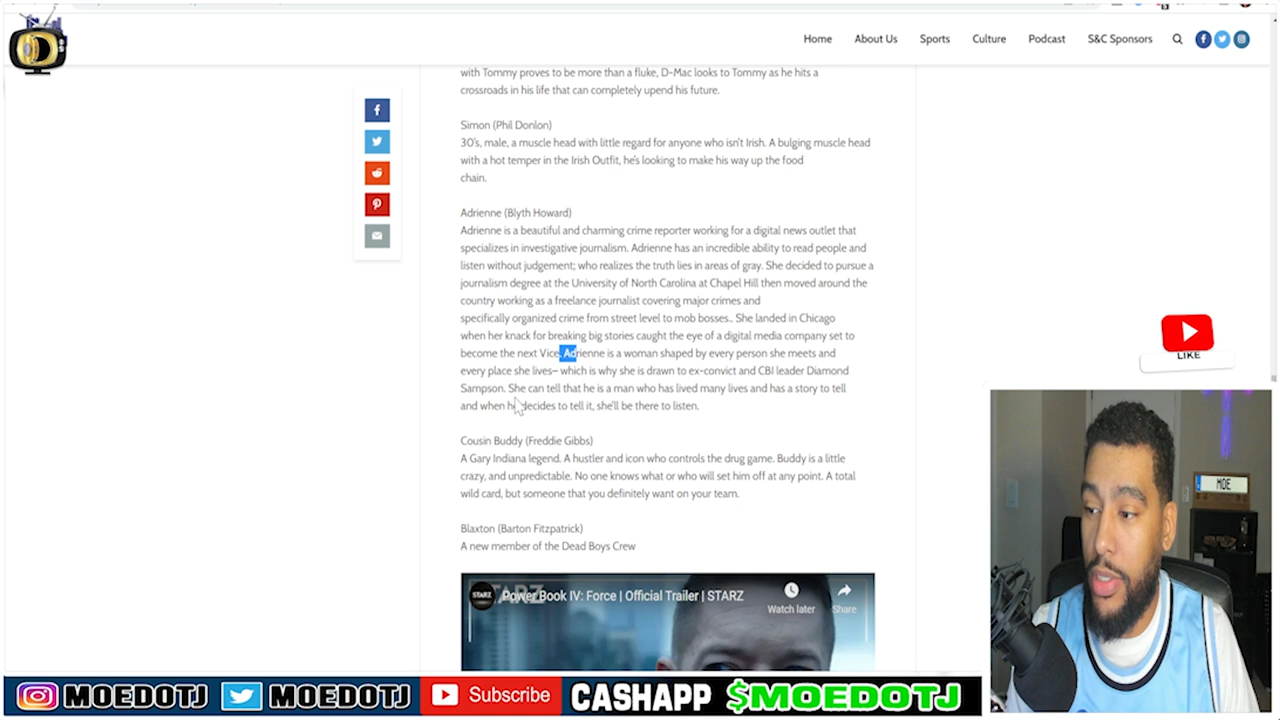 Home About Us Sports Culture Podcast S&C Sponsors
with Tommy proves to be more than a fluke, D-Mac looks to Tommy as he hits a
crossroads in his life that can completely upend his future.
Simon (Phil Donlon)
30's, male, a muscle head with little regard for anyone who isn't Irish. A bulging muscle head
with a hot temper in the Irish Outfit, he's looking to make his way up the food
chain.
Adrienne (Blyth Howard)
Adrienne is a beautiful and charming crime reporter working for a digital news outlet that
specializes in investigative journalism. Adrienne has an incredible ability to read people and
listen without judgement; who realizes the truth lies in areas of gray. She decided to pursue a
journalism degree at the University of North Carolina at Chapel Hill then moved around the
country working as a freelance journalist covering major crimes and
specifically organized crime from street level to mob bosses.. She landed in Chicago
when her knack for breaking big stories caught the eye of a digital media company set to
become the next Vice. Adrienne is a woman shaped by every person she meets and
every place she lives– which is why she is drawn to ex-convict and CBI leader Diamond
Sampson. She can tell that he is a man who has lived many lives and has a story to tell
and when he decides to tell it, she'll be there to listen.
LIKE
Cousin Buddy (Freddie Gibbs)
A Gary Indiana legend. A hustler and icon who controls the drug game. Buddy is a little
crazy, and unpredictable. No one knows what or who will set him off at any point. A total
wild card, but someone that you definitely want on your team.
MOE
Blaxton (Barton Fitzpatrick)
A new member of the Dead Boys Crew
STARZ
STARZ Power Book IV: Force | Official Trailer | STARZ
Watch later Share
MOEDOTJ MOEDOTJ Subscribe CASHAPP $MOEDOTJ